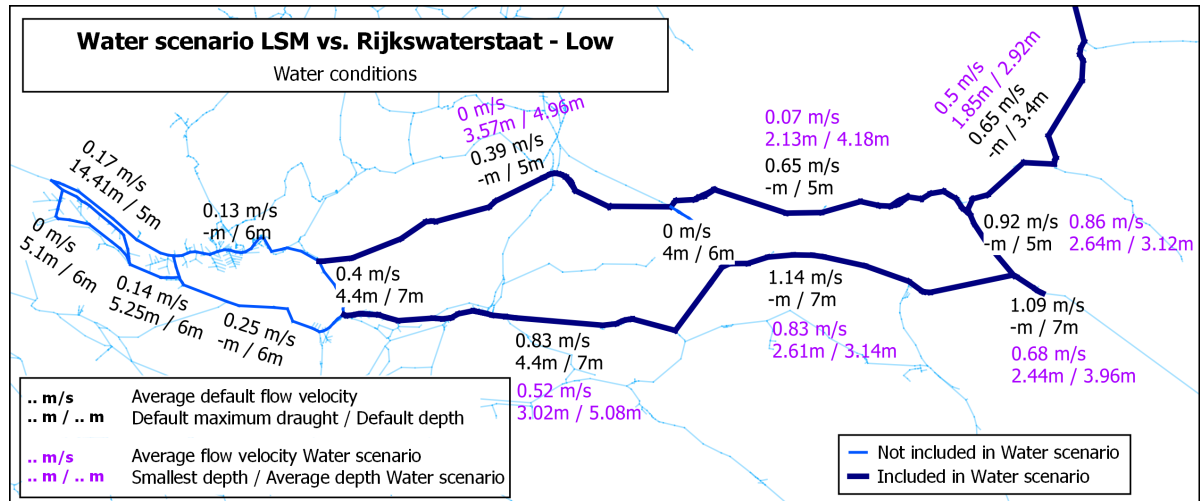 Water scenario LSM vs. Rijkswaterstaat - Low
Water conditions
0 m/s
3.57m / 4.96m
0.39 m/s
-m / 5m
0.07 m/s
2.13m / 4.18m
0.65 m/s
-m / 5m
0.5 m/s
1.85m / 2.92m
0.65 m/s
-m / 3.4m
0.17 m/s
14.41m / 5m
0.13 m/s
-m / 6m
0 m/s
5.1m / 6m
0.14 m/s
5.25m / 6m
0.25 m/s
-m / 6m
0.4 m/s
4.4m / 7m
0 m/s
4m / 6m
0.92 m/s
-m / 5m
0.86 m/s
2.64m / 3.12m
1.14 m/s
-m / 7m
0.83 m/s
2.61m / 3.14m
1.09 m/s
-m / 7m
0.68 m/s
2.44m / 3.96m
0.83 m/s
4.4m / 7m
0.52 m/s
3.02m / 5.08m
.. m/s Average default flow velocity
.. m / .. m Default maximum draught / Default depth
.. m/s Average flow velocity Water scenario
.. m / .. m Smallest depth / Average depth Water scenario
Not included in Water scenario
Included in Water scenario